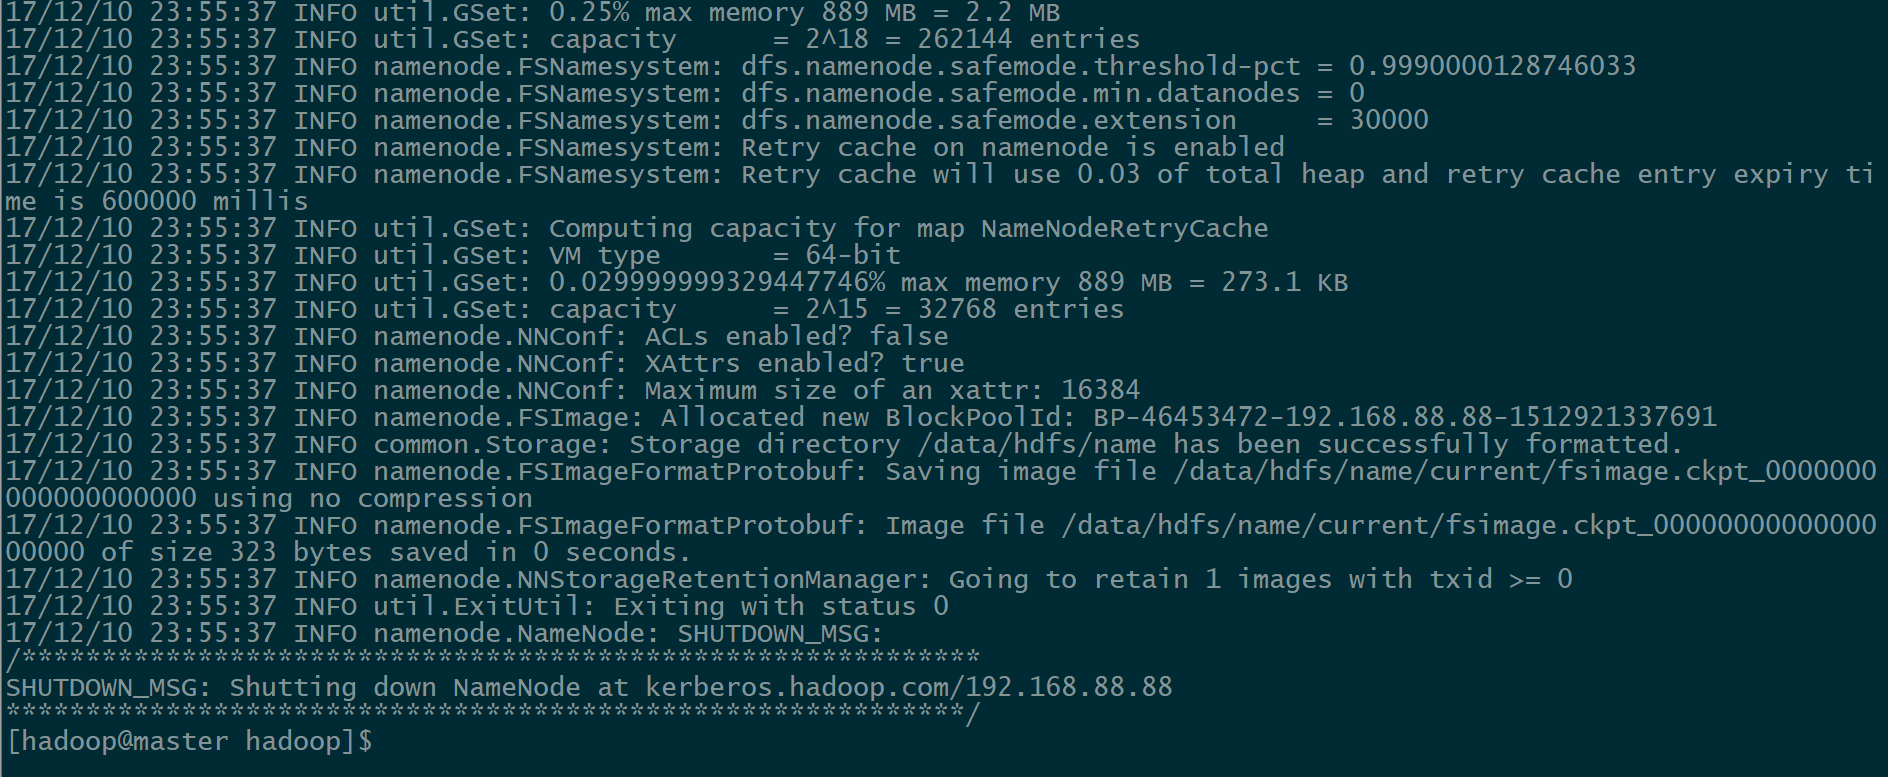 17/12/10 23:55:37 INFO util.GSet: 0.25% max memory 889 MB = 2.2 MB
17/12/10 23:55:37 INFO util.GSet: capacity      = 2^18 = 262144 entries
17/12/10 23:55:37 INFO namenode.FSNamesystem: dfs.namenode.safemode.threshold-pct = 0.9990000128746033
17/12/10 23:55:37 INFO namenode.FSNamesystem: dfs.namenode.safemode.min.datanodes = 0
17/12/10 23:55:37 INFO namenode.FSNamesystem: dfs.namenode.safemode.extension     = 30000
17/12/10 23:55:37 INFO namenode.FSNamesystem: Retry cache on namenode is enabled
17/12/10 23:55:37 INFO namenode.FSNamesystem: Retry cache will use 0.03 of total heap and retry cache entry expiry ti
me is 600000 millis
17/12/10 23:55:37 INFO util.GSet: Computing capacity for map NameNodeRetryCache
17/12/10 23:55:37 INFO util.GSet: VM type       = 64-bit
17/12/10 23:55:37 INFO util.GSet: 0.029999999329447746% max memory 889 MB = 273.1 KB
17/12/10 23:55:37 INFO util.GSet: capacity      = 2^15 = 32768 entries
17/12/10 23:55:37 INFO namenode.NNConf: ACLs enabled? false
17/12/10 23:55:37 INFO namenode.NNConf: XAttrs enabled? true
17/12/10 23:55:37 INFO namenode.NNConf: Maximum size of an xattr: 16384
17/12/10 23:55:37 INFO namenode.FSImage: Allocated new BlockPoolId: BP-46453472-192.168.88.88-1512921337691
17/12/10 23:55:37 INFO common.Storage: Storage directory /data/hdfs/name has been successfully formatted.
17/12/10 23:55:37 INFO namenode.FSImageFormatProtobuf: Saving image file /data/hdfs/name/current/fsimage.ckpt_0000000
000000000000 using no compression
17/12/10 23:55:37 INFO namenode.FSImageFormatProtobuf: Image file /data/hdfs/name/current/fsimage.ckpt_00000000000000
00000 of size 323 bytes saved in 0 seconds.
17/12/10 23:55:37 INFO namenode.NNStorageRetentionManager: Going to retain 1 images with txid >= 0
17/12/10 23:55:37 INFO util.ExitUtil: Exiting with status 0
17/12/10 23:55:37 INFO namenode.NameNode: SHUTDOWN_MSG:
/************************************************************
SHUTDOWN_MSG: Shutting down NameNode at kerberos.hadoop.com/192.168.88.88
************************************************************/
[hadoop@master hadoop]$